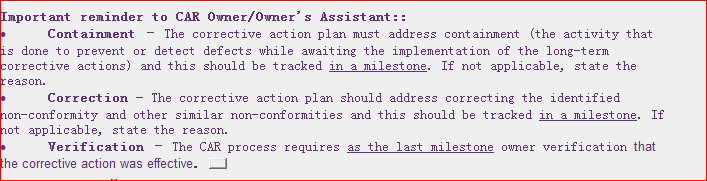 Important reminder to CAR Owner/Owner's Assistant::
● Containment - The corrective action plan must address containment (the activity that
is done to prevent or detect defects while awaiting the implementation of the long-term
corrective actions) and this should be tracked in a milestone. If not applicable, state the
reason.
● Correction - The corrective action plan should address correcting the identified
non-conformity and other similar non-conformities and this should be tracked in a milestone. If
not applicable, state the reason.
● Verification - The CAR process requires as the last milestone owner verification that
the corrective action was effective.